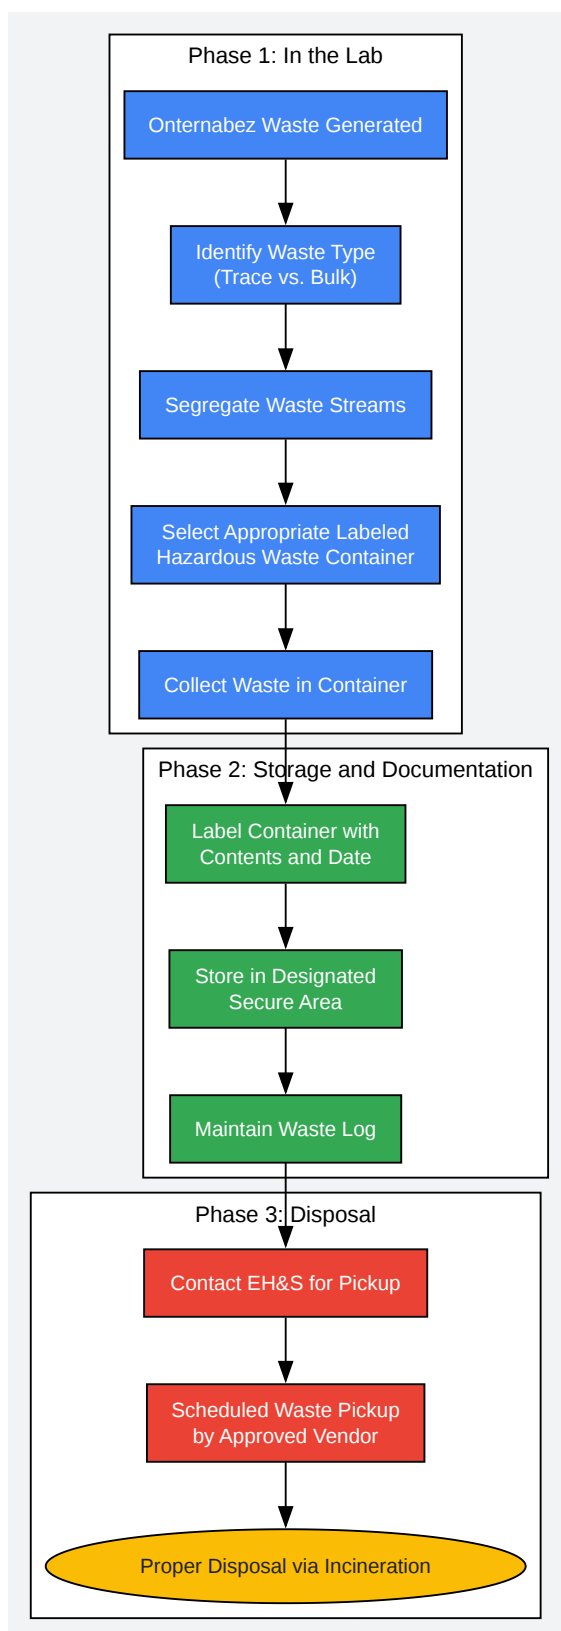 Phase 1: In the Lab
Onternabez Waste Generated
Identify Waste Type
(Trace vs. Bulk)
Segregate Waste Streams
Select Appropriate Labeled
Hazardous Waste Container
Collect Waste in Container
Phase 2: Storage and Documentation
Label Container with
Contents and Date
Store in Designated
Secure Area
Maintain Waste Log
Phase 3: Disposal
Contact EH&S for Pickup
Scheduled Waste Pickup
by Approved Vendor
Proper Disposal via Incineration